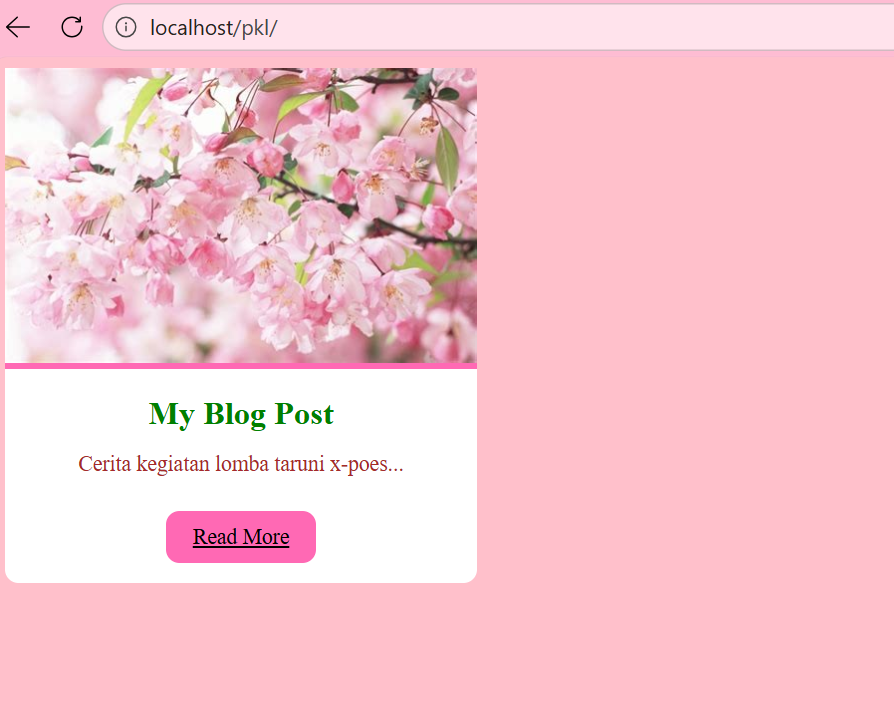 localhost/pkl/
My Blog Post
Cerita kegiatan lomba taruni x-poes...
Read More